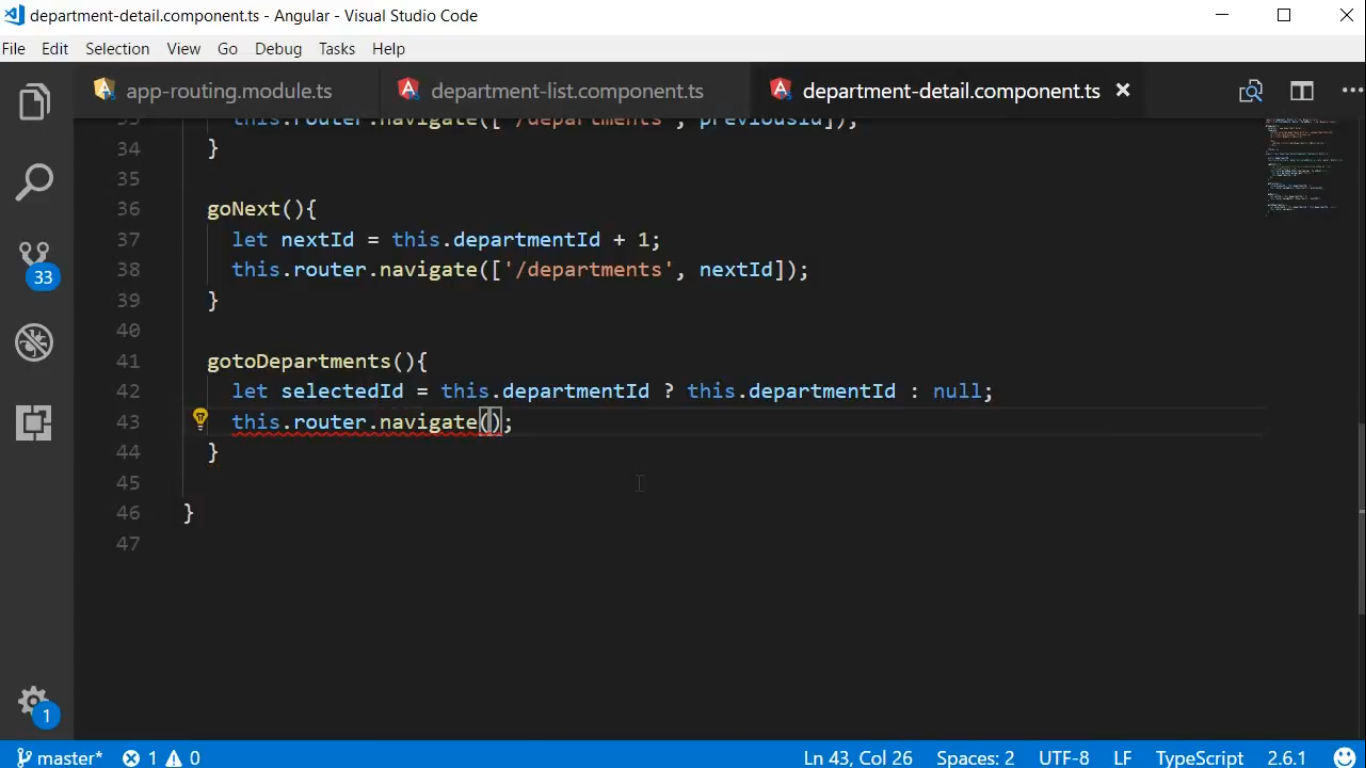 department-detail.component.ts - Angular - Visual Studio Code
File Edit Selection View Go Debug Tasks Help
app-routing.module.ts department-list.component.ts department-detail.component.ts
33 this.router.navigate(['/departments', previousId]);
34 }
35
36 goNext(){
37 let nextId = this.departmentId + 1;
38 this.router.navigate(['/departments', nextId]);
39 }
40
41 gotoDepartments(){
42 let selectedId = this.departmentId ? this.departmentId : null;
43 this.router.navigate();
44 }
45
46 }
47
33
1
master* 1 0 Ln 43, Col 26 Spaces: 2 UTF-8 LF TypeScript 2.6.1